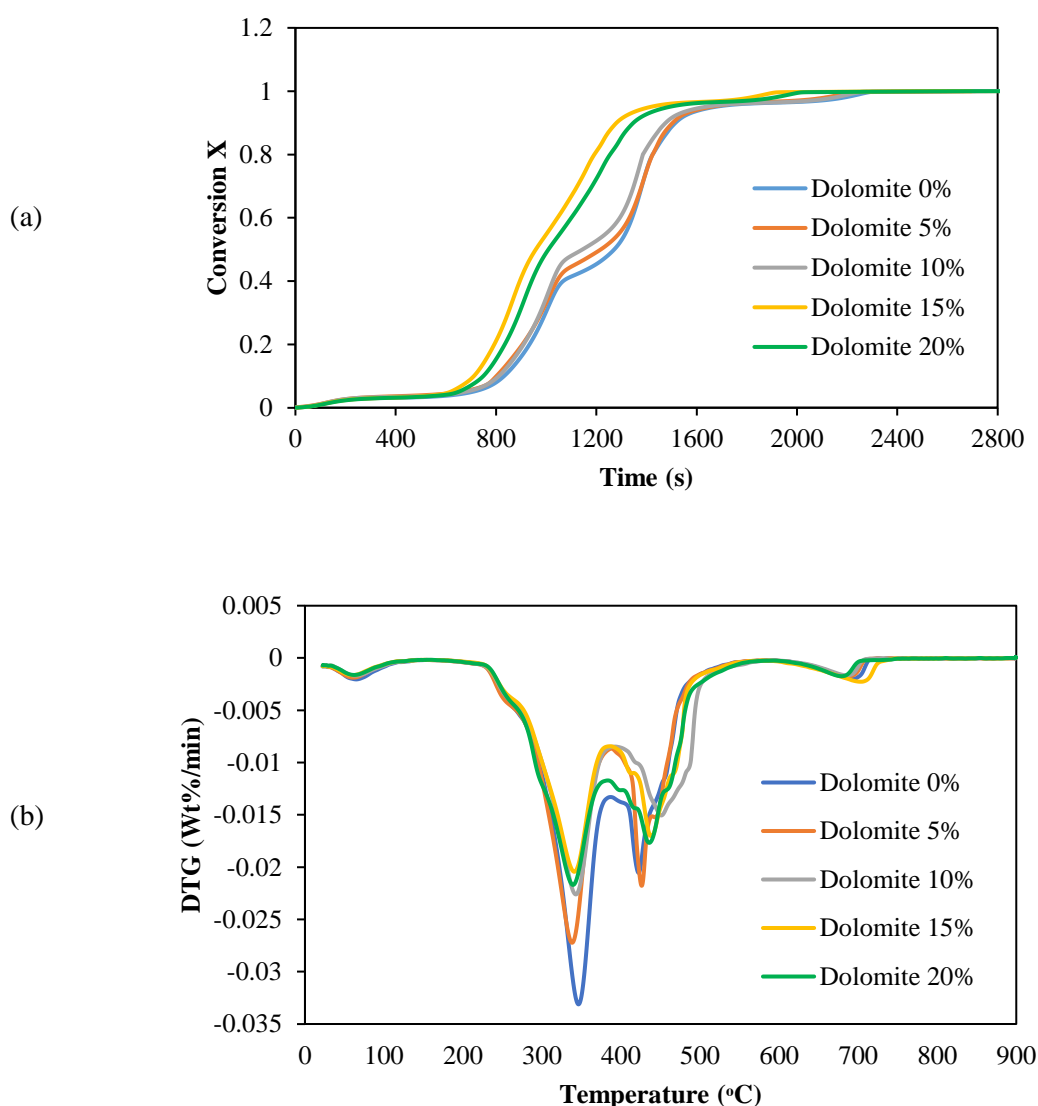 (a)
Conversion X
1.2
1
0.8
0.6
0.4
0.2
0
0 400 800 1200 1600 2000 2400 2800
Time (s)
Dolomite 0%
Dolomite 5%
Dolomite 10%
Dolomite 15%
Dolomite 20%
(b)
DTG (Wt%/min)
0.005
0
-0.005
-0.01
-0.015
-0.02
-0.025
-0.03
-0.035
0 100 200 300 400 500 600 700 800 900
Temperature (ºC)
Dolomite 0%
Dolomite 5%
Dolomite 10%
Dolomite 15%
Dolomite 20%